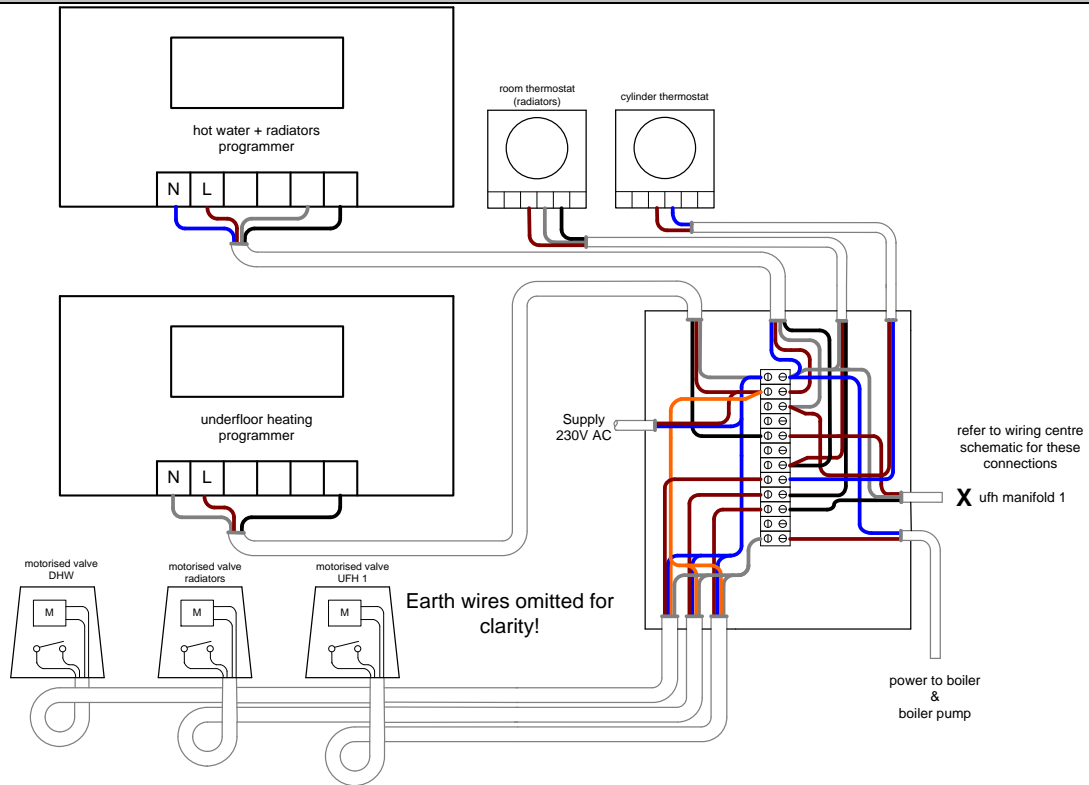 hot water + radiators
programmer
N L
room thermostat
(radiators)
cylinder thermostat
underfloor heating
programmer
N L
Supply
230V AC
refer to wiring centre
schematic for these
connections
X ufh manifold 1
motorised valve
DHW
M
motorised valve
radiators
M
motorised valve
UFH 1
M
Earth wires omitted for
clarity!
power to boiler
&
boiler pump